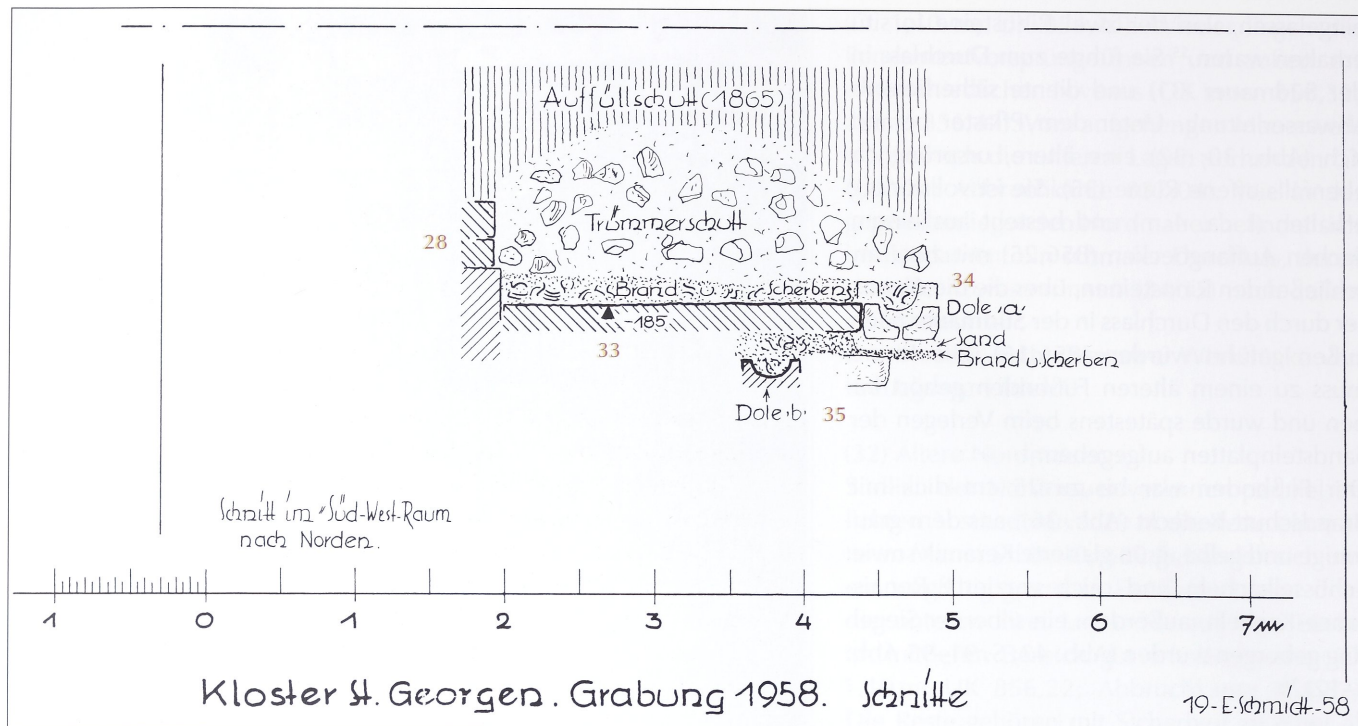 Auffüllschutt (1865)
Trümmerschutt
28
Brand- u. Scherben
34
Dole ‚a‘
-185
Sand
33
Brand u. Scherben
Dole ‚b‘ 35
Schnitt im "Süd-West-Raum
nach Norden.
1 0 1 2 3 4 5 6 7m
Kloster St. Georgen. Grabung 1958. Schnitte
19-E.Schmidt-58